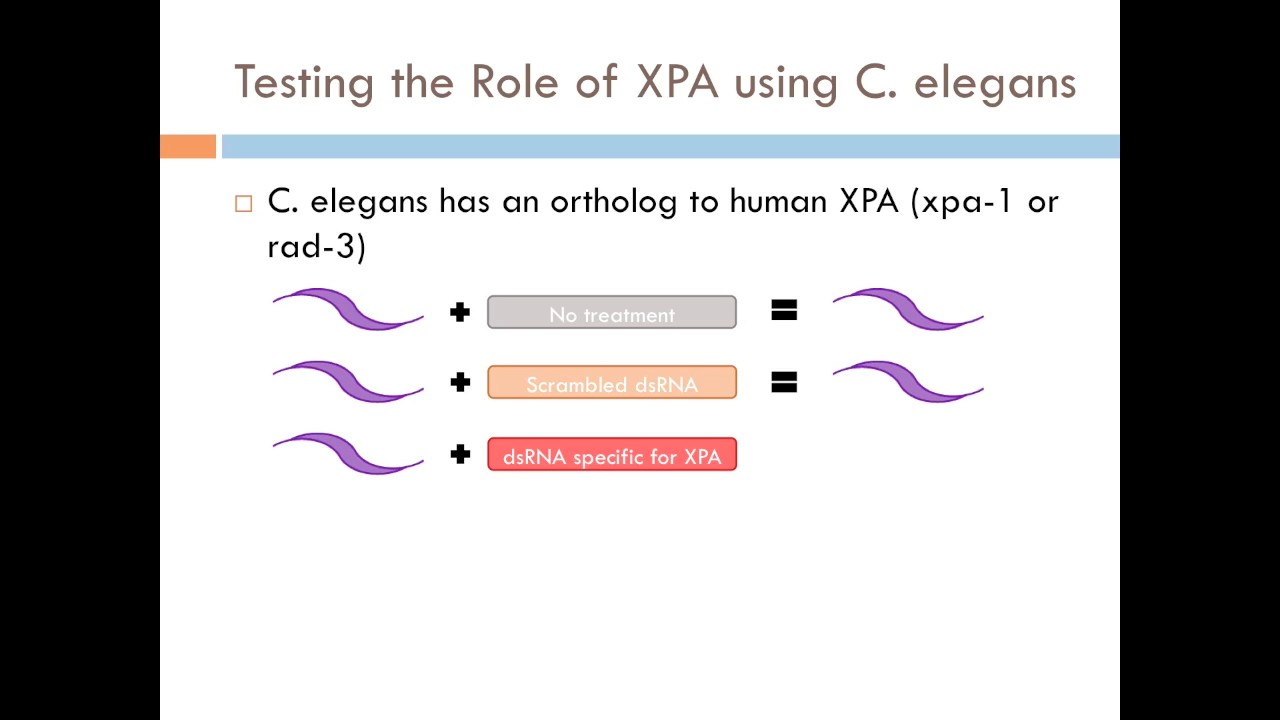 Testing the Role of XPA using C. elegans
C. elegans has an ortholog to human XPA (xpa-1 or
rad-3)
No treatment
Scrambled dsRNA
dsRNA specific for XPA